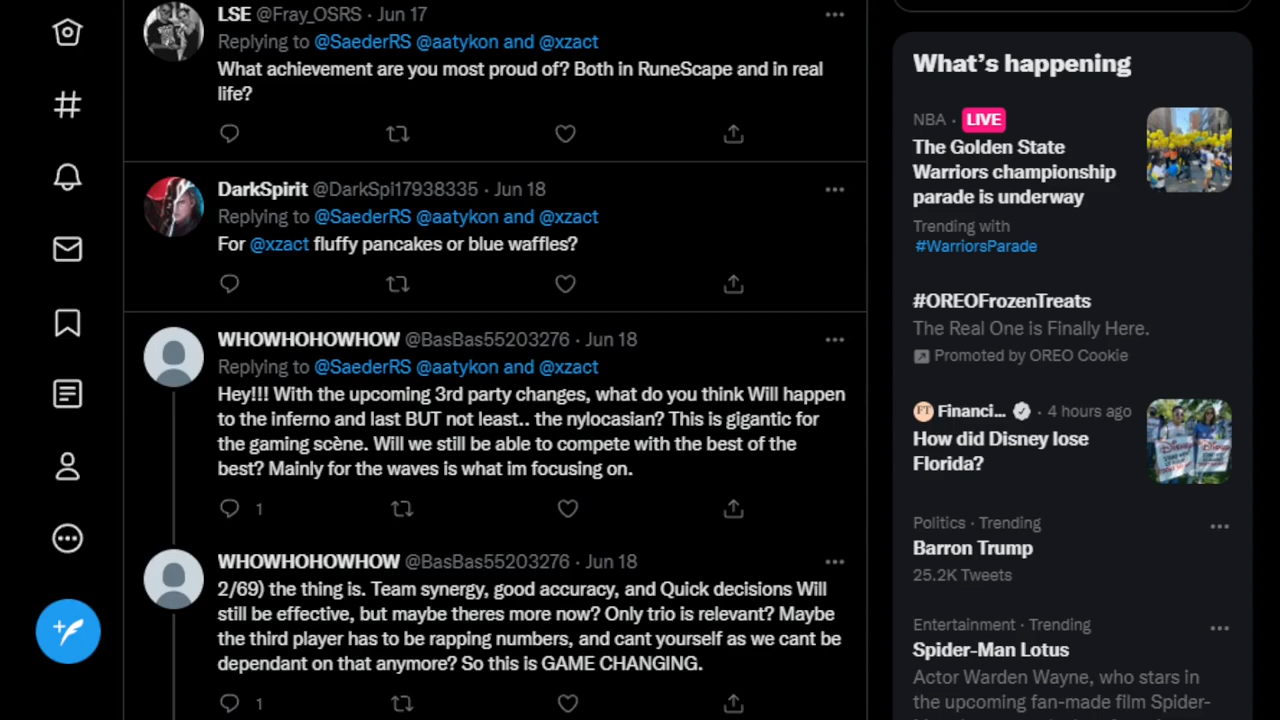 LSE @Fray_OSRS · Jun 17
Replying to @SaederRS @aatykon and @xzact
What achievement are you most proud of? Both in RuneScape and in real
life?
DarkSpirit @DarkSpi17938335 · Jun 18
Replying to @SaederRS @aatykon and @xzact
For @xzact fluffy pancakes or blue waffles?
WHOWHOHOWHOW @BasBas55203276 · Jun 18
Replying to @SaederRS @aatykon and @xzact
Hey!!! With the upcoming 3rd party changes, what do you think Will happen
to the inferno and last BUT not least.. the nylocasian? This is gigantic for
the gaming scène. Will we still be able to compete with the best of the
best? Mainly for the waves is what im focusing on.
1
WHOWHOHOWHOW @BasBas55203276 · Jun 18
2/69) the thing is. Team synergy, good accuracy, and Quick decisions Will
still be effective, but maybe theres more now? Only trio is relevant? Maybe
the third player has to be rapping numbers, and cant yourself as we cant be
dependant on that anymore? So this is GAME CHANGING.
1
What's happening
NBA · LIVE
The Golden State
Warriors championship
parade is underway
Trending with
#WarriorsParade
#OREOFrozenTreats
The Real One is Finally Here.
Promoted by OREO Cookie
FT Financi... · 4 hours ago
How did Disney lose
Florida?
Politics · Trending
Barron Trump
25.2K Tweets
Entertainment · Trending
Spider-Man Lotus
Actor Warden Wayne, who stars in
the upcoming fan-made film Spider-